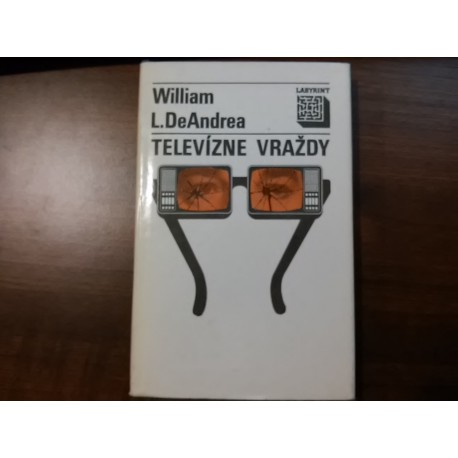 William
L.DeAndrea
LABYRINT
TELEVÍZNE VRAŽDY